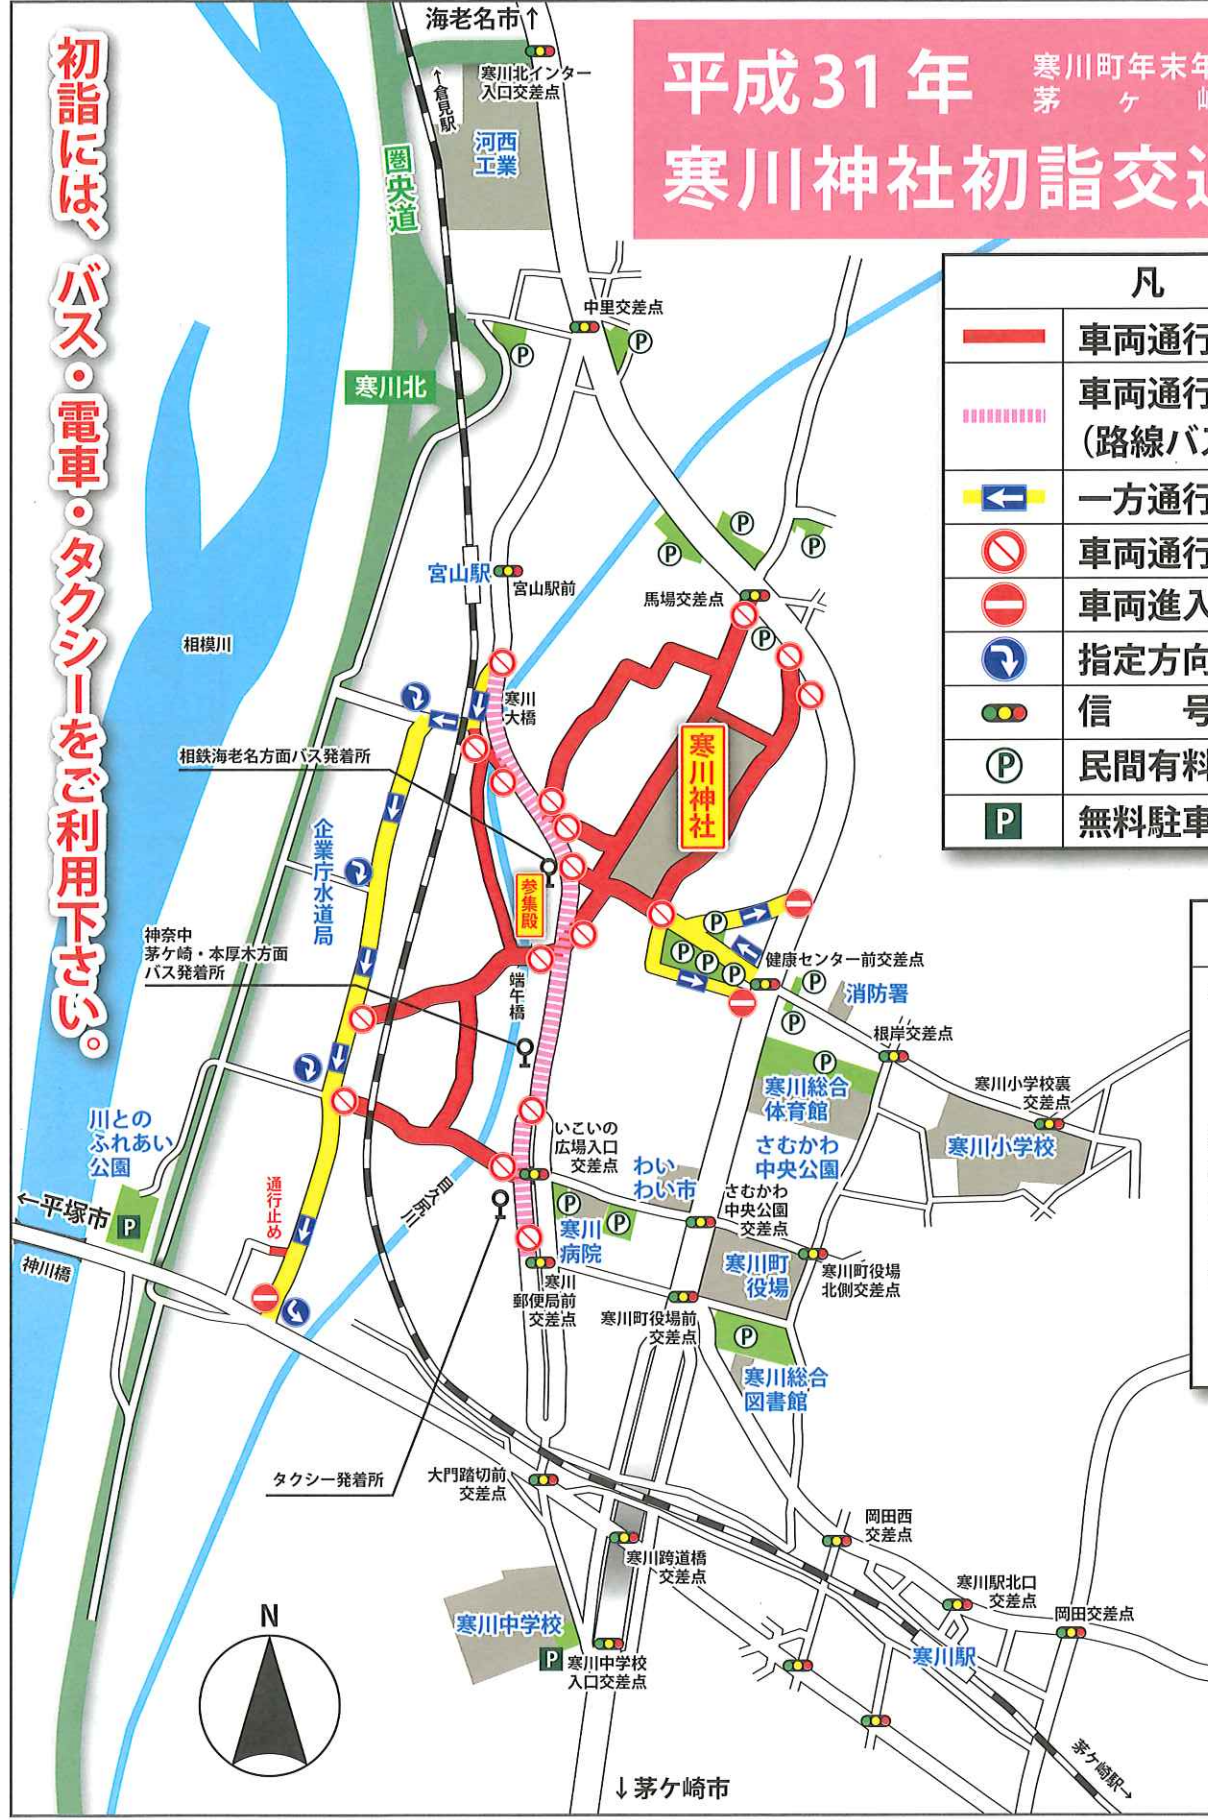 初詣には、バス・電車・タクシーをご利用下さい。
平成31年
寒川町年末年
茅ヶ
寒川神社初詣交
凡
車両通行
車両通行
(路線バ
一方通行
車両通行
車両進入
指定方向
信 号
P
民間有料
P
無料駐車
海老名市↑
寒川北インター
入口交差点
↑倉見駅
河西
工業
圏央道
中里交差点
P
P
寒川北
P
P
P
宮山駅
宮山駅前
馬場交差点
P
相模川
寒川
大橋
相鉄海老名方面バス発着所
寒川神社
企業庁水道局
参集殿
神奈中
茅ケ崎・本厚木方面
バス発着所
P
P
P
P
健康センター前交差点
P
消防署
端午橋
P
根岸交差点
P
寒川総合
体育館
寒川小学校裏
交差点
寒川小学校
川との
ふれあい
公園
いこいの
広場入口
交差点
わい
わい市
さむかわ
中央公園
さむかわ
中央公園
交差点
目久尻川
通行止め
←平塚市
P
神川橋
P
P
寒川
病院
寒川町
役場
寒川町役場
北側交差点
寒川
郵便局前
交差点
寒川町役場前
交差点
P
寒川総合
図書館
タクシー発着所
大門踏切前
交差点
岡田西
交差点
寒川跨道橋
交差点
寒川駅北口
交差点
岡田交差点
寒川中学校
P
寒川中学校
入口交差点
寒川駅
N
茅ケ崎駅→
↓茅ケ崎市